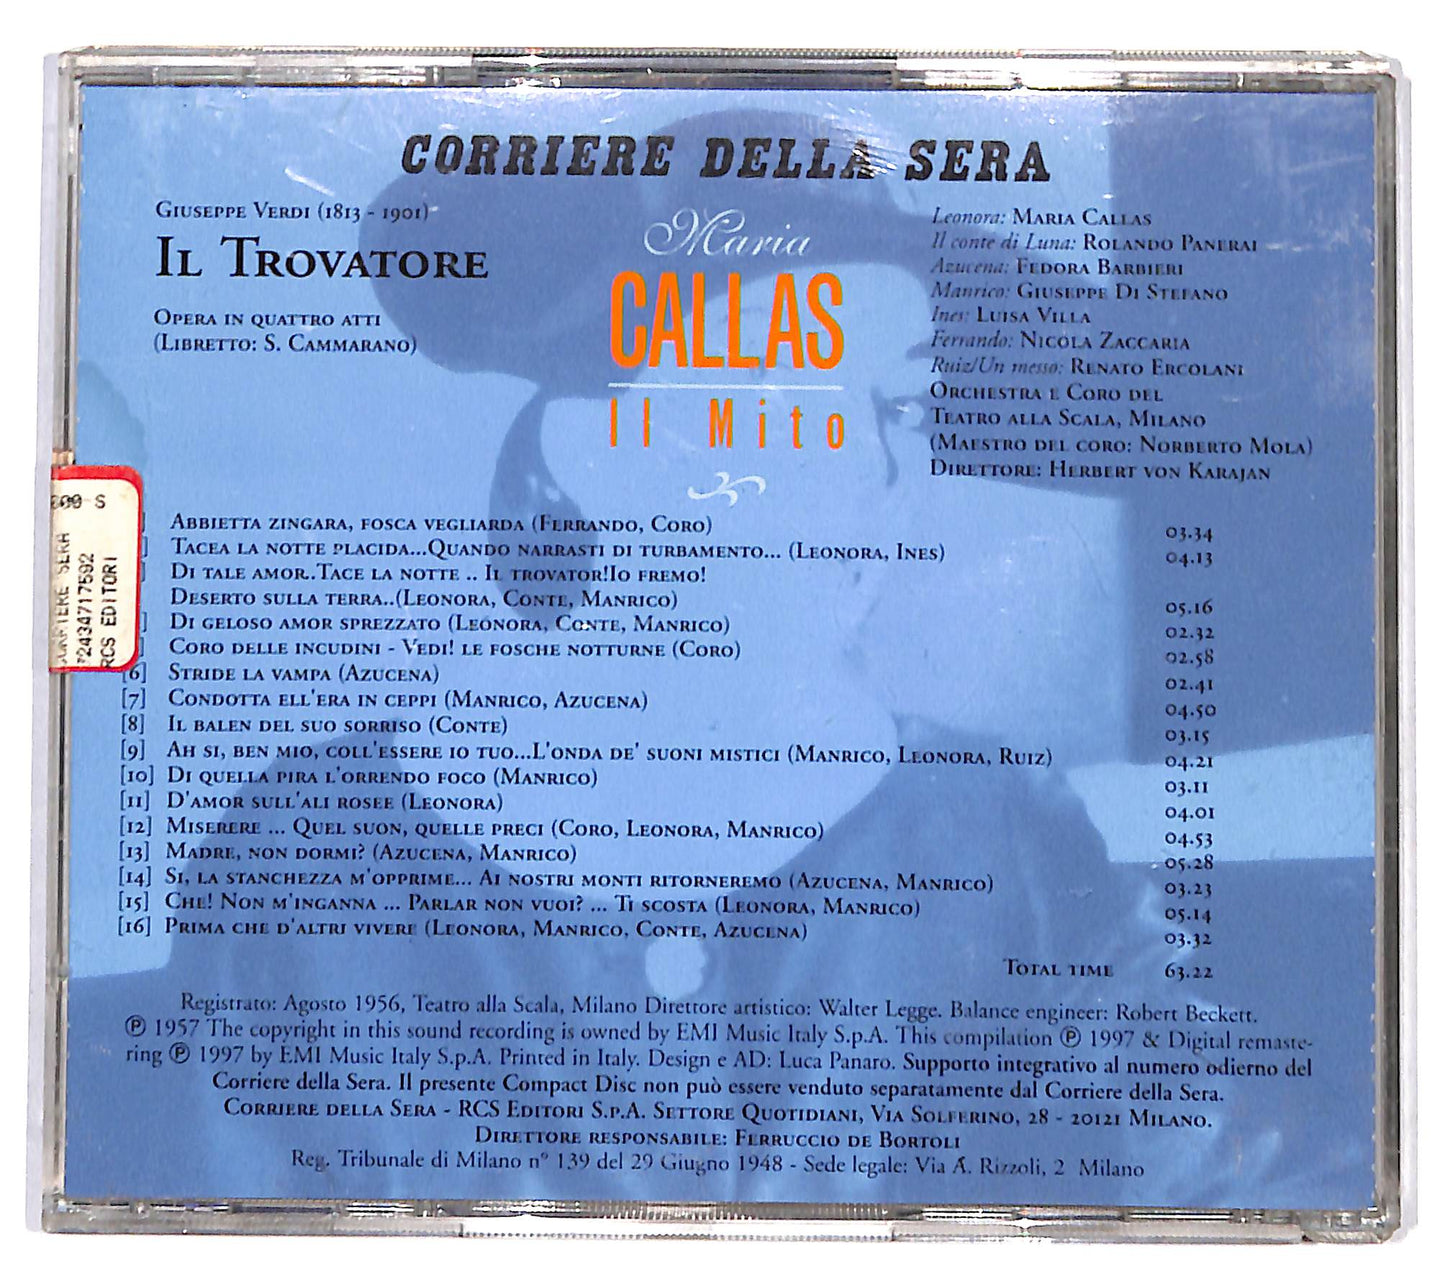 CORRIERE DELLA SERA
Giuseppe Verdi (1813 - 1901)
Il Trovatore
Opera in quattro atti
(Libretto: S. Cammarano)
Maria
CALLAS
Il Mito
Leonora: Maria Callas
Il conte di Luna: Rolando Panerai
Azucena: Fedora Barbieri
Manrico: Giuseppe Di Stefano
Ines: Luisa Villa
Ferrando: Nicola Zaccaria
Ruiz/Un messo: Renato Ercolani
Orchestra e Coro del
Teatro alla Scala, Milano
(Maestro del coro: Norberto Mola)
Direttore: Herbert von Karajan
000 S
CORRIERE SERA
72434717592
RCS EDITORI
Abbietta zingara, fosca vegliarda (Ferrando, Coro) 03.34
Tacea la notte placida...Quando narrasti di turbamento... (Leonora, Ines) 04.13
Di tale amor..Tace la notte .. Il trovator!Io fremo!
Deserto sulla terra..(Leonora, Conte, Manrico) 05.16
Di geloso amor sprezzato (Leonora, Conte, Manrico) 02.32
Coro delle incudini - Vedi! le fosche notturne (Coro) 02.58
[6] Stride la vampa (Azucena) 02.41
[7] Condotta ell'era in ceppi (Manrico, Azucena) 04.50
[8] Il balen del suo sorriso (Conte) 03.15
[9] Ah si, ben mio, coll'essere io tuo...L'onda de' suoni mistici (Manrico, Leonora, Ruiz) 04.21
[10] Di quella pira l'orrendo foco (Manrico) 03.11
[11] D'amor sull'ali rosee (Leonora) 04.01
[12] Miserere ... Quel suon, quelle preci (Coro, Leonora, Manrico) 04.53
[13] Madre, non dormi? (Azucena, Manrico) 05.28
[14] Si, la stanchezza m'opprime... Ai nostri monti ritorneremo (Azucena, Manrico) 03.23
[15] Che! Non m'inganna ... Parlar non vuoi? ... Ti scosta (Leonora, Manrico) 05.14
[16] Prima che d'altri vivere (Leonora, Manrico, Conte, Azucena) 03.32
Total time 63.22
Registrato: Agosto 1956, Teatro alla Scala, Milano Direttore artistico: Walter Legge. Balance engineer: Robert Beckett.
℗ 1957 The copyright in this sound recording is owned by EMI Music Italy S.p.A. This compilation ℗ 1997 & Digital remaste-
ring ℗ 1997 by EMI Music Italy S.p.A. Printed in Italy. Design e AD: Luca Panaro. Supporto integrativo al numero odierno del
Corriere della Sera. Il presente Compact Disc non può essere venduto separatamente dal Corriere della Sera.
Corriere della Sera - RCS Editori S.p.A. Settore Quotidiani, Via Solferino, 28 - 20121 Milano.
Direttore responsabile: Ferruccio de Bortoli
Reg. Tribunale di Milano n° 139 del 29 Giugno 1948 - Sede legale: Via A. Rizzoli, 2 Milano